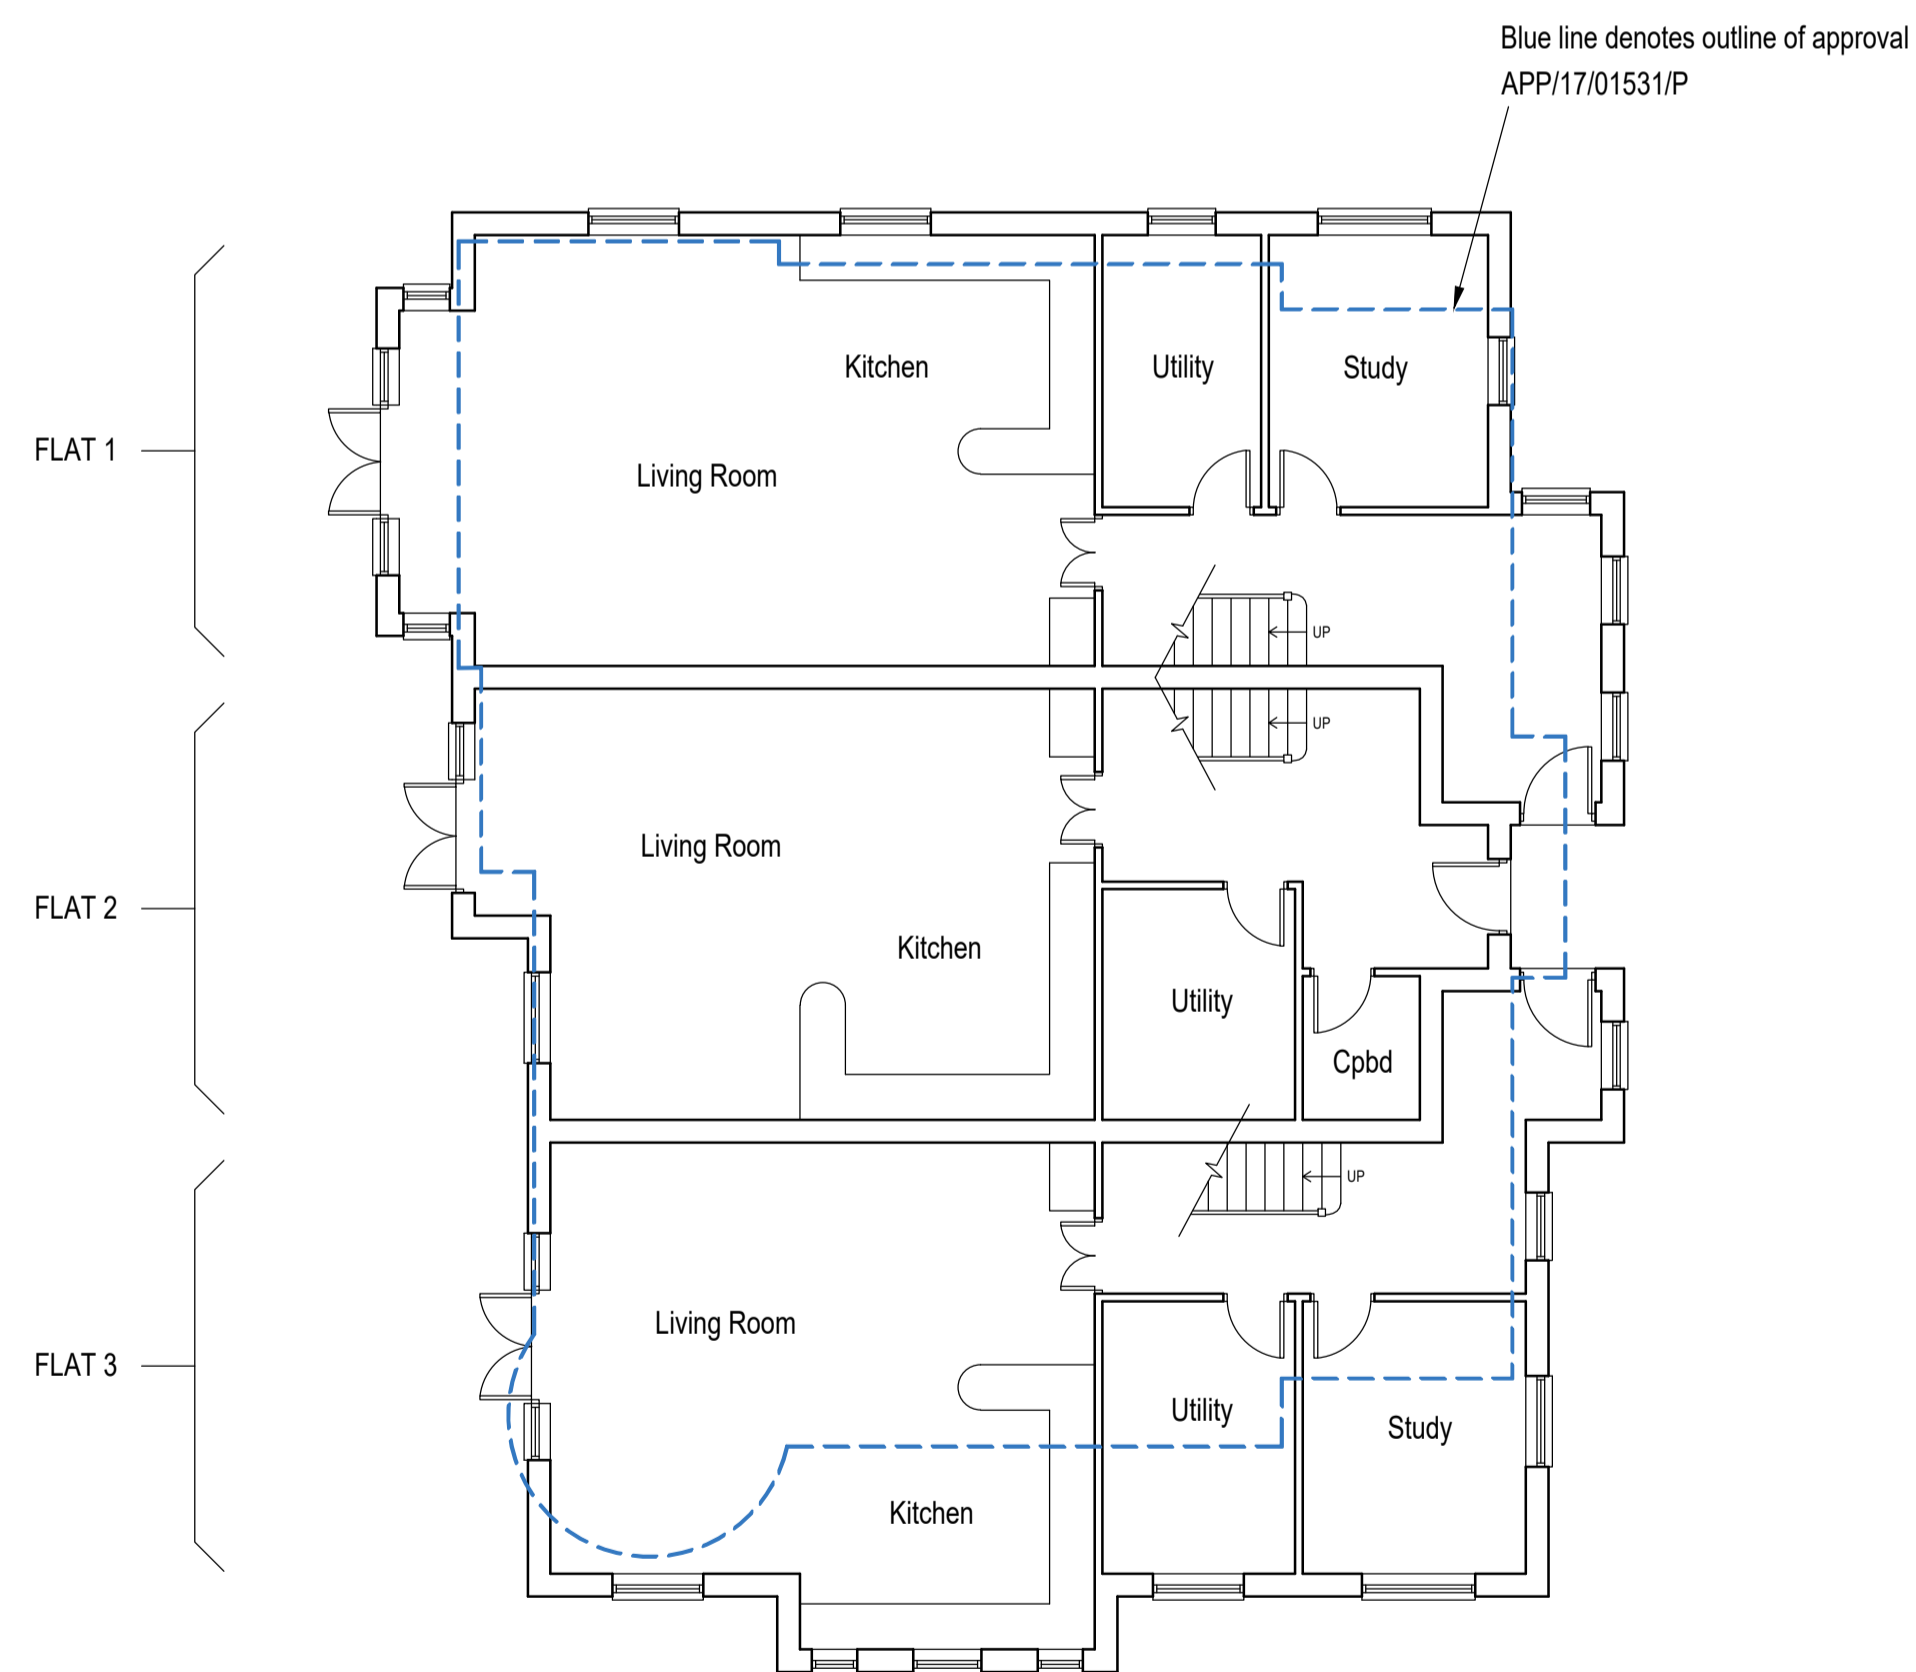 Blue line denotes outline of approval
APP/17/01531/P
Kitchen
Utility
Study
FLAT 1
Living Room
UP
UP
Living Room
FLAT 2
Kitchen
Utility
Cpbd
UP
Living Room
FLAT 3
Utility
Study
Kitchen